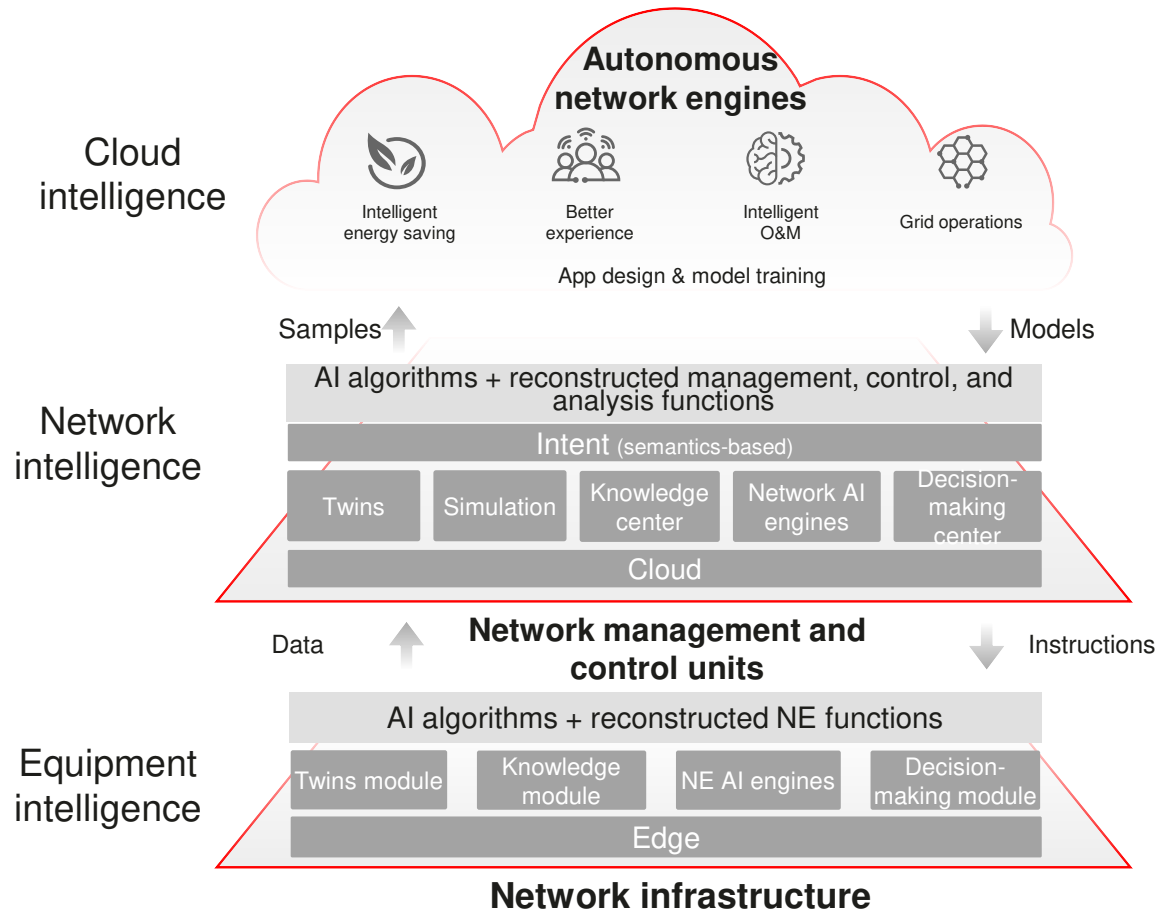 Autonomous
network engines
Cloud
intelligence
Intelligent
energy saving
Better
experience
Intelligent
O&M
Grid operations
App design & model training
Samples
Models
Network
intelligence
AI algorithms + reconstructed management, control, and
analysis functions
Intent (semantics-based)
Twins
Simulation
Knowledge
center
Network AI
engines
Decision-
making
center
Cloud
Data
Network management and
control units
Instructions
Equipment
intelligence
AI algorithms + reconstructed NE functions
Twins module
Knowledge
module
NE AI engines
Decision-
making module
Edge
Network infrastructure